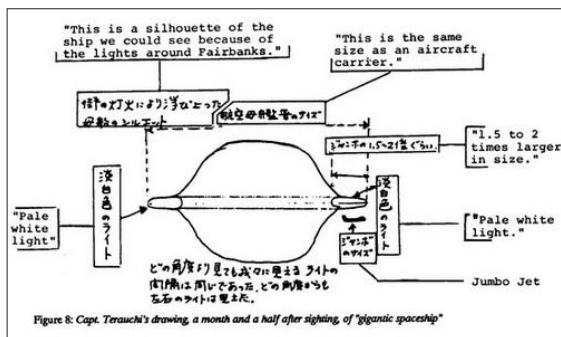 "This is a silhouette of the
ship we could see because of
the lights around Fairbanks."
"This is the same
size as an aircraft
carrier."
街の灯火により浮び上った
母船のシルエット
航空母艦並のサイズ
ジャンボの1.5〜2倍ぐらい
"1.5 to 2
times larger
in size."
淡白色のライト
"Pale
white
light"
淡白色のライト
"Pale white
light."
ジャンボ
のサイズ
Jumbo Jet
どの角度より見ても我々に見える ライトの
間隔は同じであった、どの角度からも
左右のライトは見えた。
Figure 8: Capt. Terauchi's drawing, a month and a half after sighting, of "gigantic spaceship"